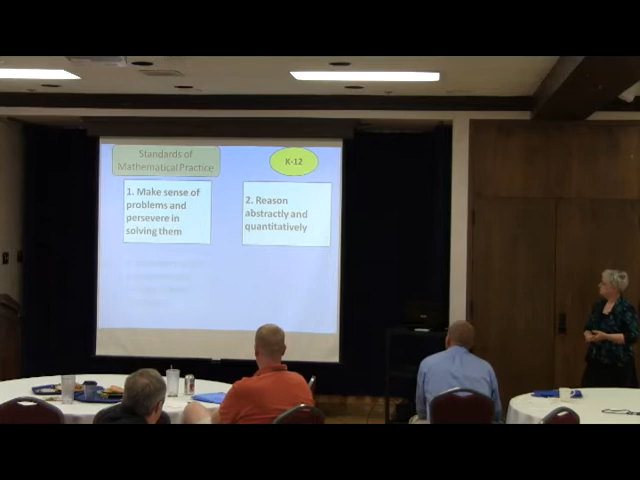 Standards of
Mathematical Practice
K-12
1. Make sense of
problems and
persevere in
solving them
2. Reason
abstractly and
quantitatively